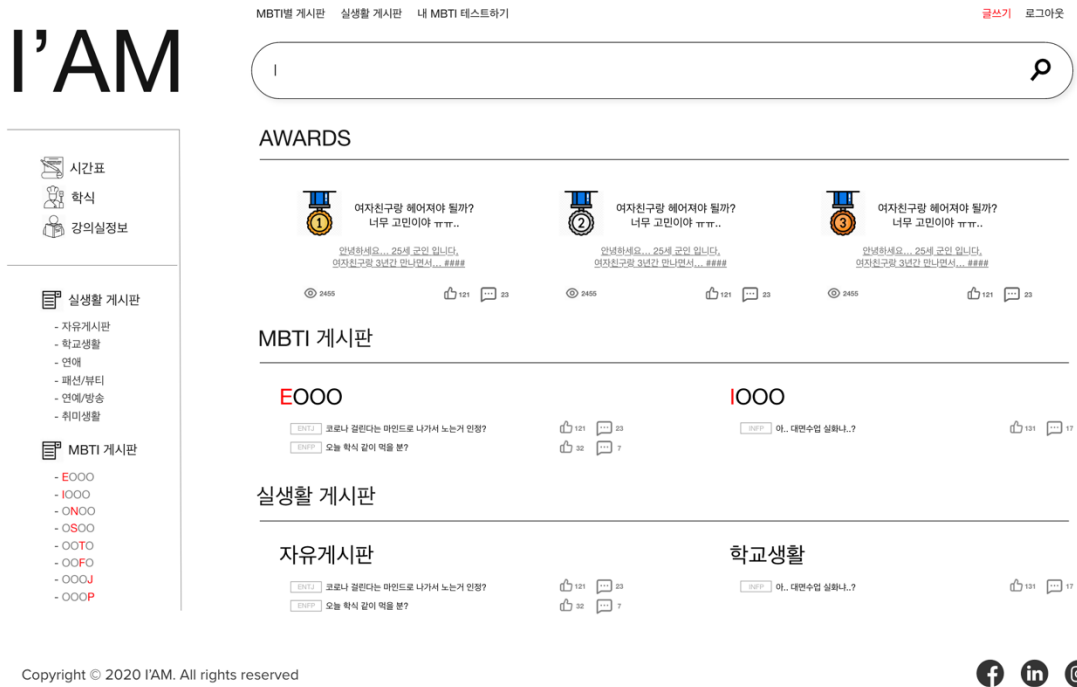 MBTI별 게시판 실생활 게시판 내 MBTI 테스트하기 글쓰기 로그아웃
I'AM
시간표
학식
강의실정보
실생활 게시판
- 자유게시판
- 학교생활
- 연애
- 패션/뷰티
- 연예/방송
- 취미생활
MBTI 게시판
- EOOO
- IOOO
- ONOO
- OSOO
- OOTO
- OOFO
- OOOJ
- OOOP
AWARDS
1
여자친구랑 헤어져야 될까?
너무 고민이야 ㅠㅠ..
안녕하세요... 25세 군인 입니다,
여자친구랑 3년간 만나면서... ####
2455 121 23
2
여자친구랑 헤어져야 될까?
너무 고민이야 ㅠㅠ..
안녕하세요... 25세 군인 입니다,
여자친구랑 3년간 만나면서... ####
2455 121 23
3
여자친구랑 헤어져야 될까?
너무 고민이야 ㅠㅠ..
안녕하세요... 25세 군인 입니다,
여자친구랑 3년간 만나면서... ####
2455 121 23
MBTI 게시판
EOOO
ENTJ 코로나 걸린다는 마인드로 나가서 노는거 인정? 121 23
ENFP 오늘 학식 같이 먹을 분? 32 7
IOOO
INFP 아.. 대면수업 실화냐..? 131 17
실생활 게시판
자유게시판
ENTJ 코로나 걸린다는 마인드로 나가서 노는거 인정? 121 23
ENFP 오늘 학식 같이 먹을 분? 32 7
학교생활
INFP 아.. 대면수업 실화냐..? 131 17
Copyright © 2020 I'AM. All rights reserved